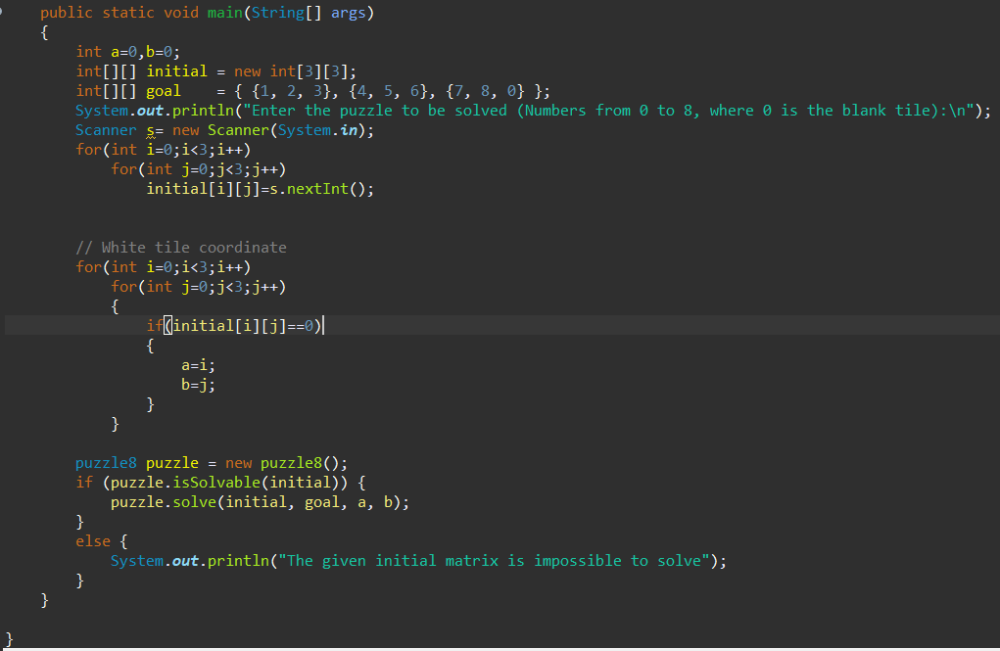 public static void main(String[] args)
{
int a=0,b=0;
int[][] initial = new int[3][3];
int[][] goal    = { {1, 2, 3}, {4, 5, 6}, {7, 8, 0} };
System.out.println("Enter the puzzle to be solved (Numbers from 0 to 8, where 0 is the blank tile):\n");
Scanner s= new Scanner(System.in);
for(int i=0;i<3;i++)
for(int j=0;j<3;j++)
initial[i][j]=s.nextInt();
// White tile coordinate
for(int i=0;i<3;i++)
for(int j=0;j<3;j++)
{
if(initial[i][j]==0)
{
a=i;
b=j;
}
}
puzzle8 puzzle = new puzzle8();
if (puzzle.isSolvable(initial)) {
puzzle.solve(initial, goal, a, b);
}
else {
System.out.println("The given initial matrix is impossible to solve");
}
}
}